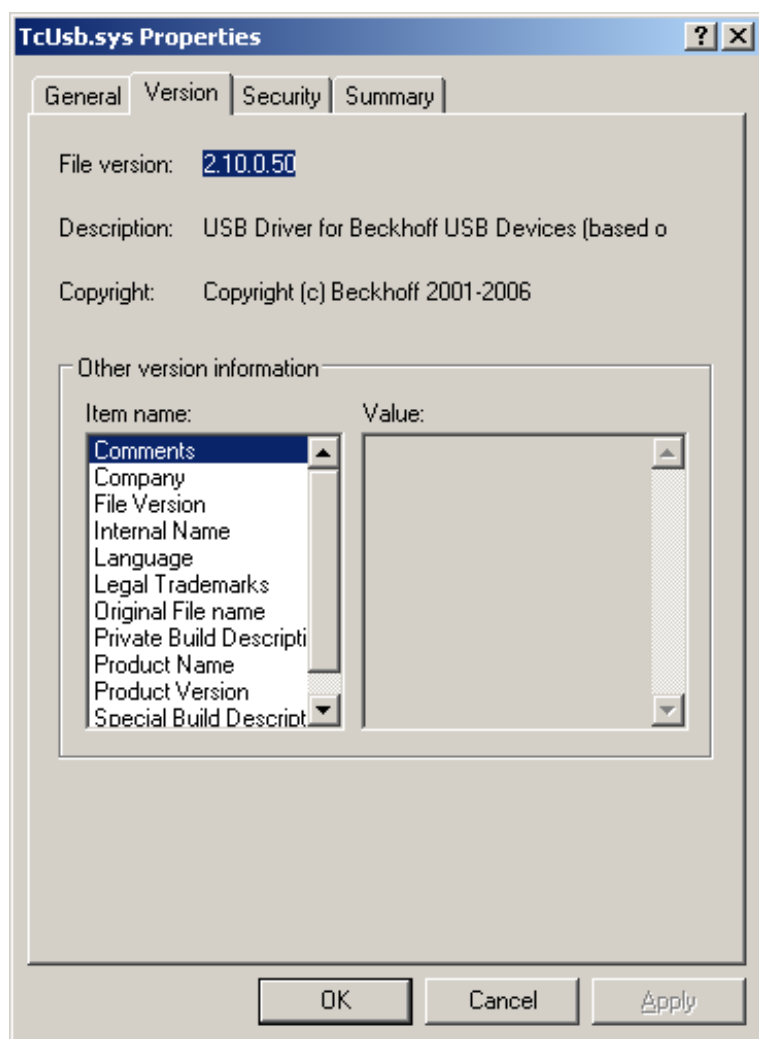 TcUsb.sys Properties
General Version Security Summary
File version: 2.10.0.50
Description: USB Driver for Beckhoff USB Devices (based o
Copyright: Copyright (c) Beckhoff 2001-2006
Other version information
Item name: Value:
Comments
Company
File Version
Internal Name
Language
Legal Trademarks
Original File name
Private Build Descripti
Product Name
Product Version
Special Build Descript
OK Cancel Apply